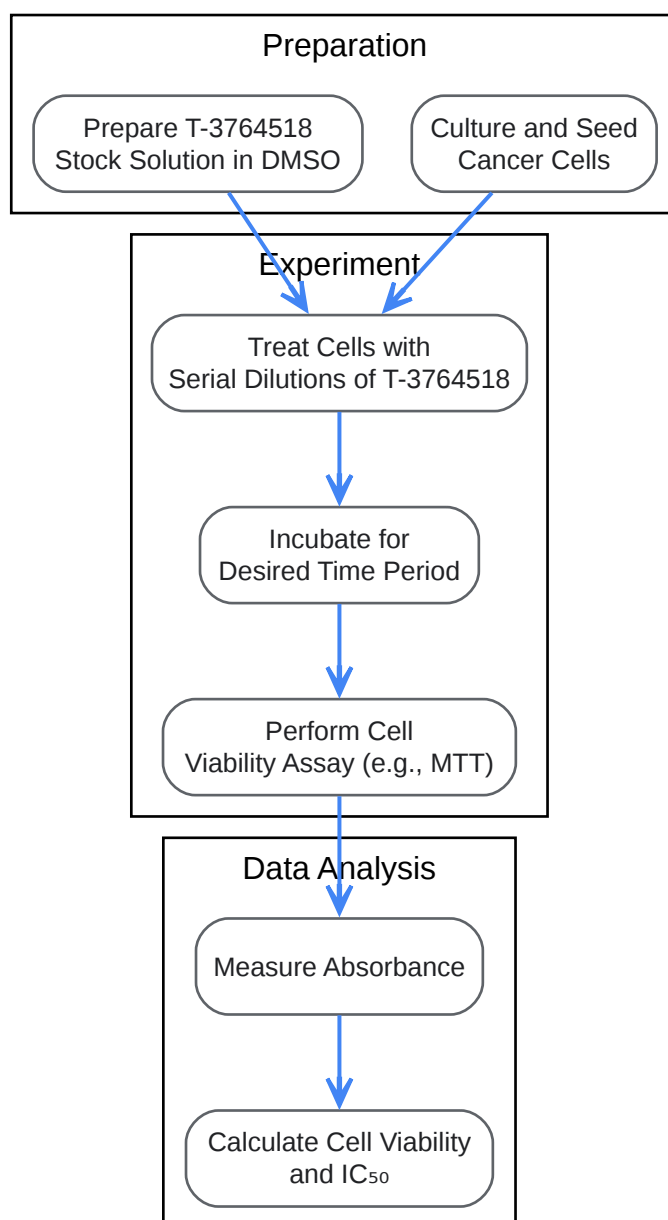 Preparation
Prepare T-3764518
Stock Solution in DMSO
Culture and Seed
Cancer Cells
Experiment
Treat Cells with
Serial Dilutions of T-3764518
Incubate for
Desired Time Period
Perform Cell
Viability Assay (e.g., MTT)
Data Analysis
Measure Absorbance
Calculate Cell Viability
and IC₅₀